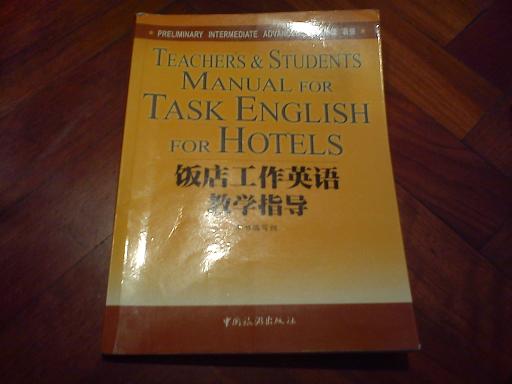 PRELIMINARY INTERMEDIATE
TEACHERS & STUDENTS
MANUAL FOR
TASK ENGLISH
FOR HOTELS
饭店工作英语
教学指导
中国旅游出版社